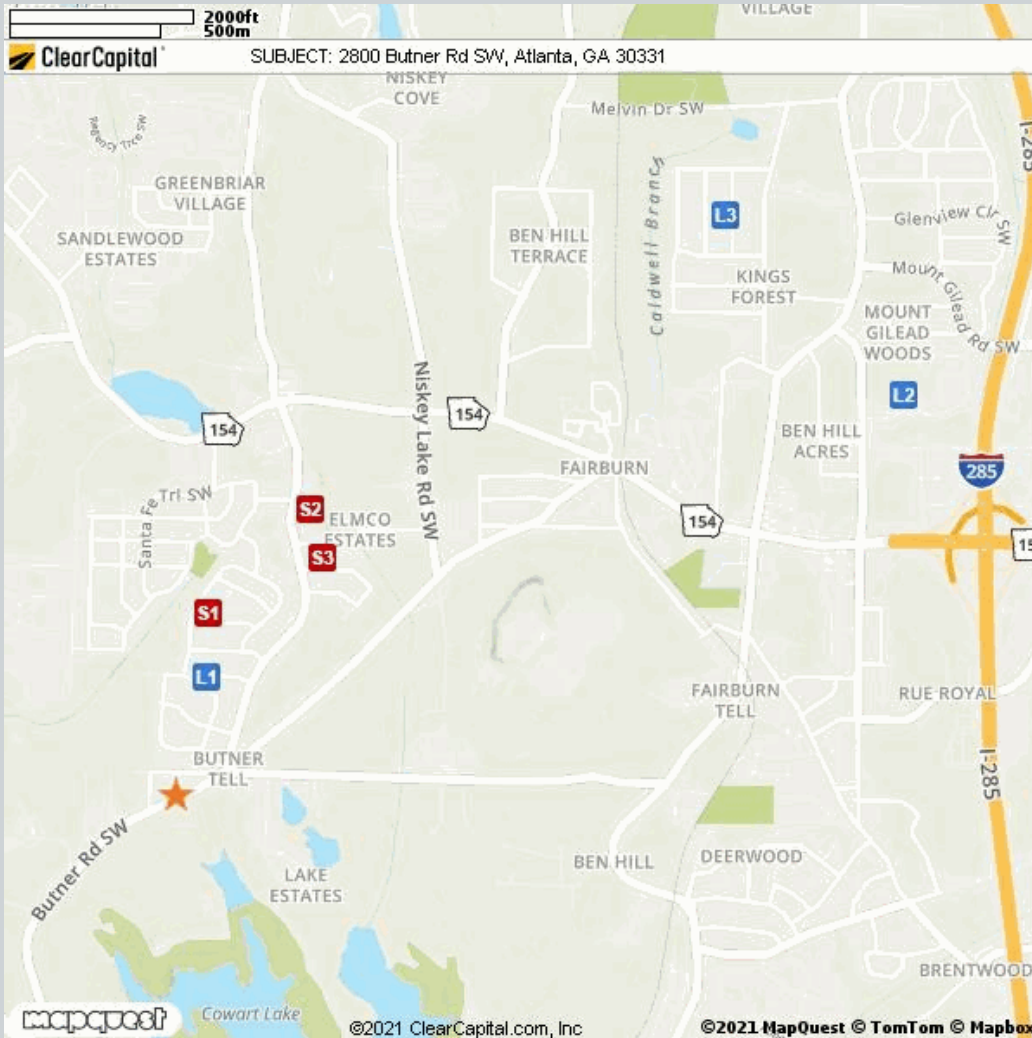 2000ft
500m
VILLAGE
ClearCapital
SUBJECT: 2800 Butner Rd SW, Atlanta, GA 30331
NISKEY
COVE
Melvin Dr SW
I-285
Regency Trce SW
GREENBRIAR
VILLAGE
Caldwell Branch
L3
Glenview Cir SW
SANDLEWOOD
ESTATES
BEN HILL
TERRACE
KINGS
FOREST
Mount Gilead Rd SW
MOUNT
GILEAD
WOODS
Niskey Lake Rd SW
L2
154
154
BEN HILL
ACRES
FAIRBURN
285
Santa Fe Trl SW
S2
ELMCO
ESTATES
154
15
S3
S1
L1
FAIRBURN
TELL
RUE ROYAL
BUTNER
TELL
I-285
Butner Rd SW
LAKE
ESTATES
BEN HILL
DEERWOOD
BRENTWOOD
mapquest
Cowart Lake
©2021 ClearCapital.com, Inc
©2021 MapQuest © TomTom © Mapbox